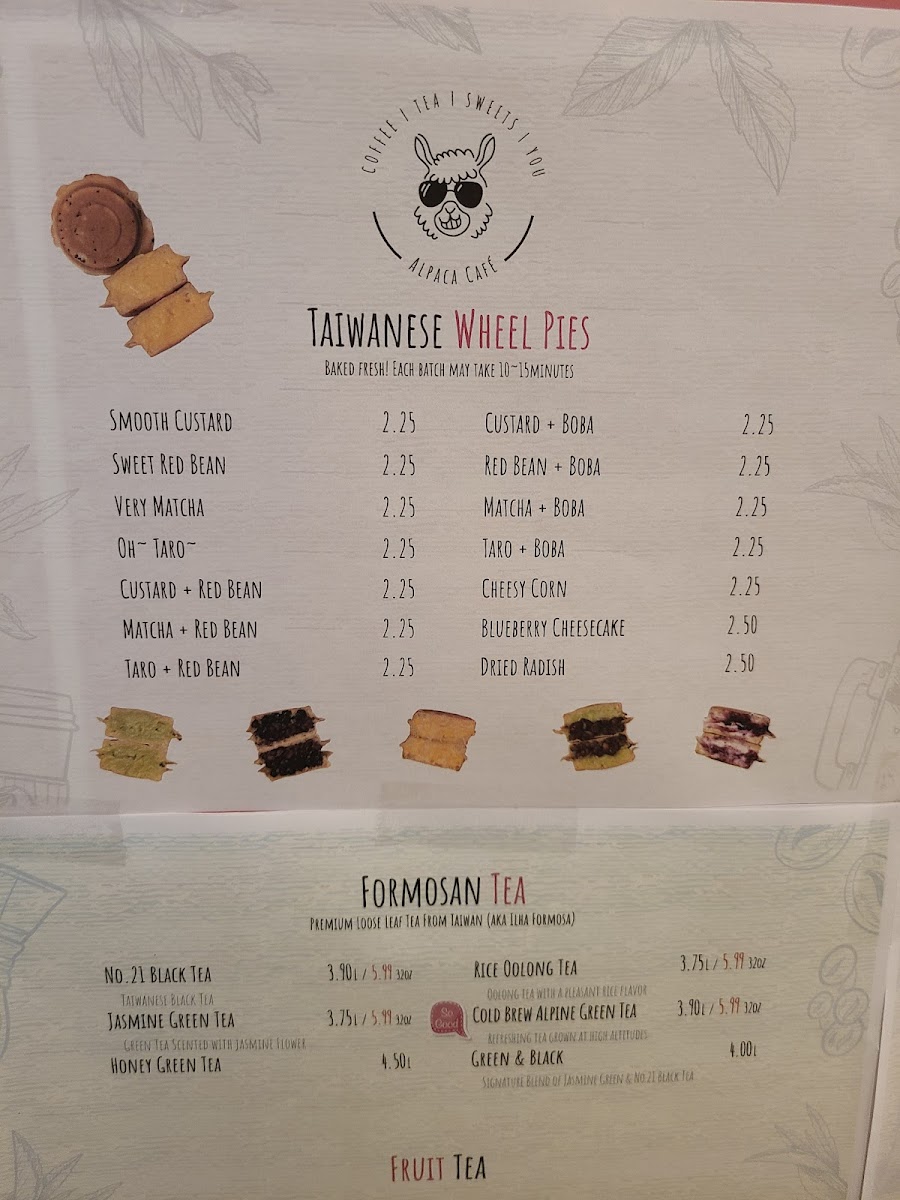 COFFEE | TEA | SWEETS | YOU
ALPACA CAFÉ
TAIWANESE WHEEL PIES
BAKED FRESH! EACH BATCH MAY TAKE 10~15MINUTES
SMOOTH CUSTARD 2.25
SWEET RED BEAN 2.25
VERY MATCHA 2.25
OH~ TARO~ 2.25
CUSTARD + RED BEAN 2.25
MATCHA + RED BEAN 2.25
TARO + RED BEAN 2.25
CUSTARD + BOBA 2.25
RED BEAN + BOBA 2.25
MATCHA + BOBA 2.25
TARO + BOBA 2.25
CHEESY CORN 2.25
BLUEBERRY CHEESECAKE 2.50
DRIED RADISH 2.50
FORMOSAN TEA
PREMIUM LOOSE LEAF TEA FROM TAIWAN (AKA ILHA FORMOSA)
NO.21 BLACK TEA 3.90L / 5.99 32OZ
TAIWANESE BLACK TEA
JASMINE GREEN TEA 3.75L / 5.99 32OZ
GREEN TEA SCENTED WITH JASMINE FLOWER
HONEY GREEN TEA 4.50L
RICE OOLONG TEA 3.75L / 5.99 32OZ
OOLONG TEA WITH A PLEASANT RICE FLAVOR
So Good
COLD BREW ALPINE GREEN TEA 3.90L / 5.99 32OZ
REFRESHING TEA GROWN AT HIGH ALTITUDES
GREEN & BLACK 4.00L
SIGNATURE BLEND OF JASMINE GREEN & NO.21 BLACK TEA
FRUIT TEA